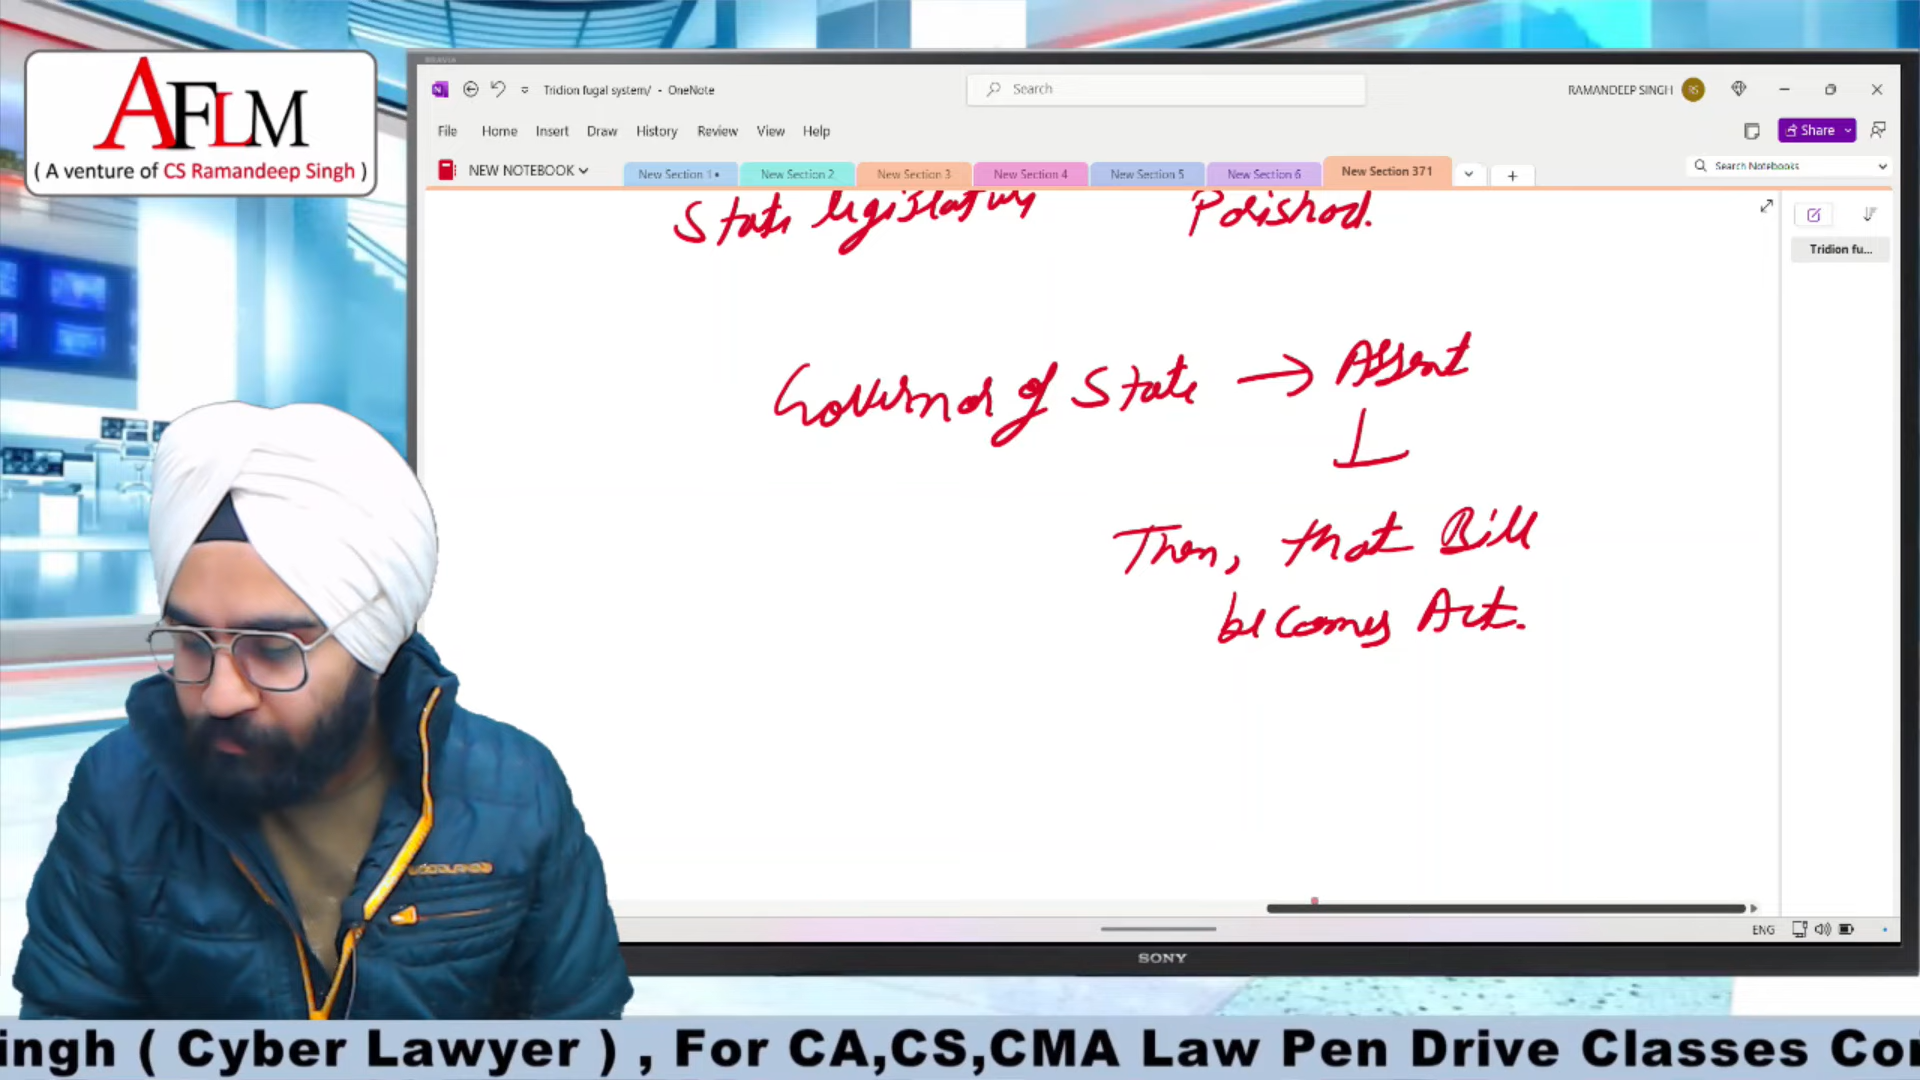 AFLM
( A venture of CS Ramandeep Singh )
Tridion fugal system/ - OneNote
Search
RAMANDEEP SINGH RS
File Home Insert Draw History Review View Help
Share
NEW NOTEBOOK
New Section 1
New Section 2
New Section 3
New Section 4
New Section 5
New Section 6
New Section 371
Search Notebooks
Tridion fu...
State legislature
Polished.
Governor of State → Assent
Then, that Bill
becomes Act.
ENG
SONY
ingh ( Cyber Lawyer ) , For CA,CS,CMA Law Pen Drive Classes Co